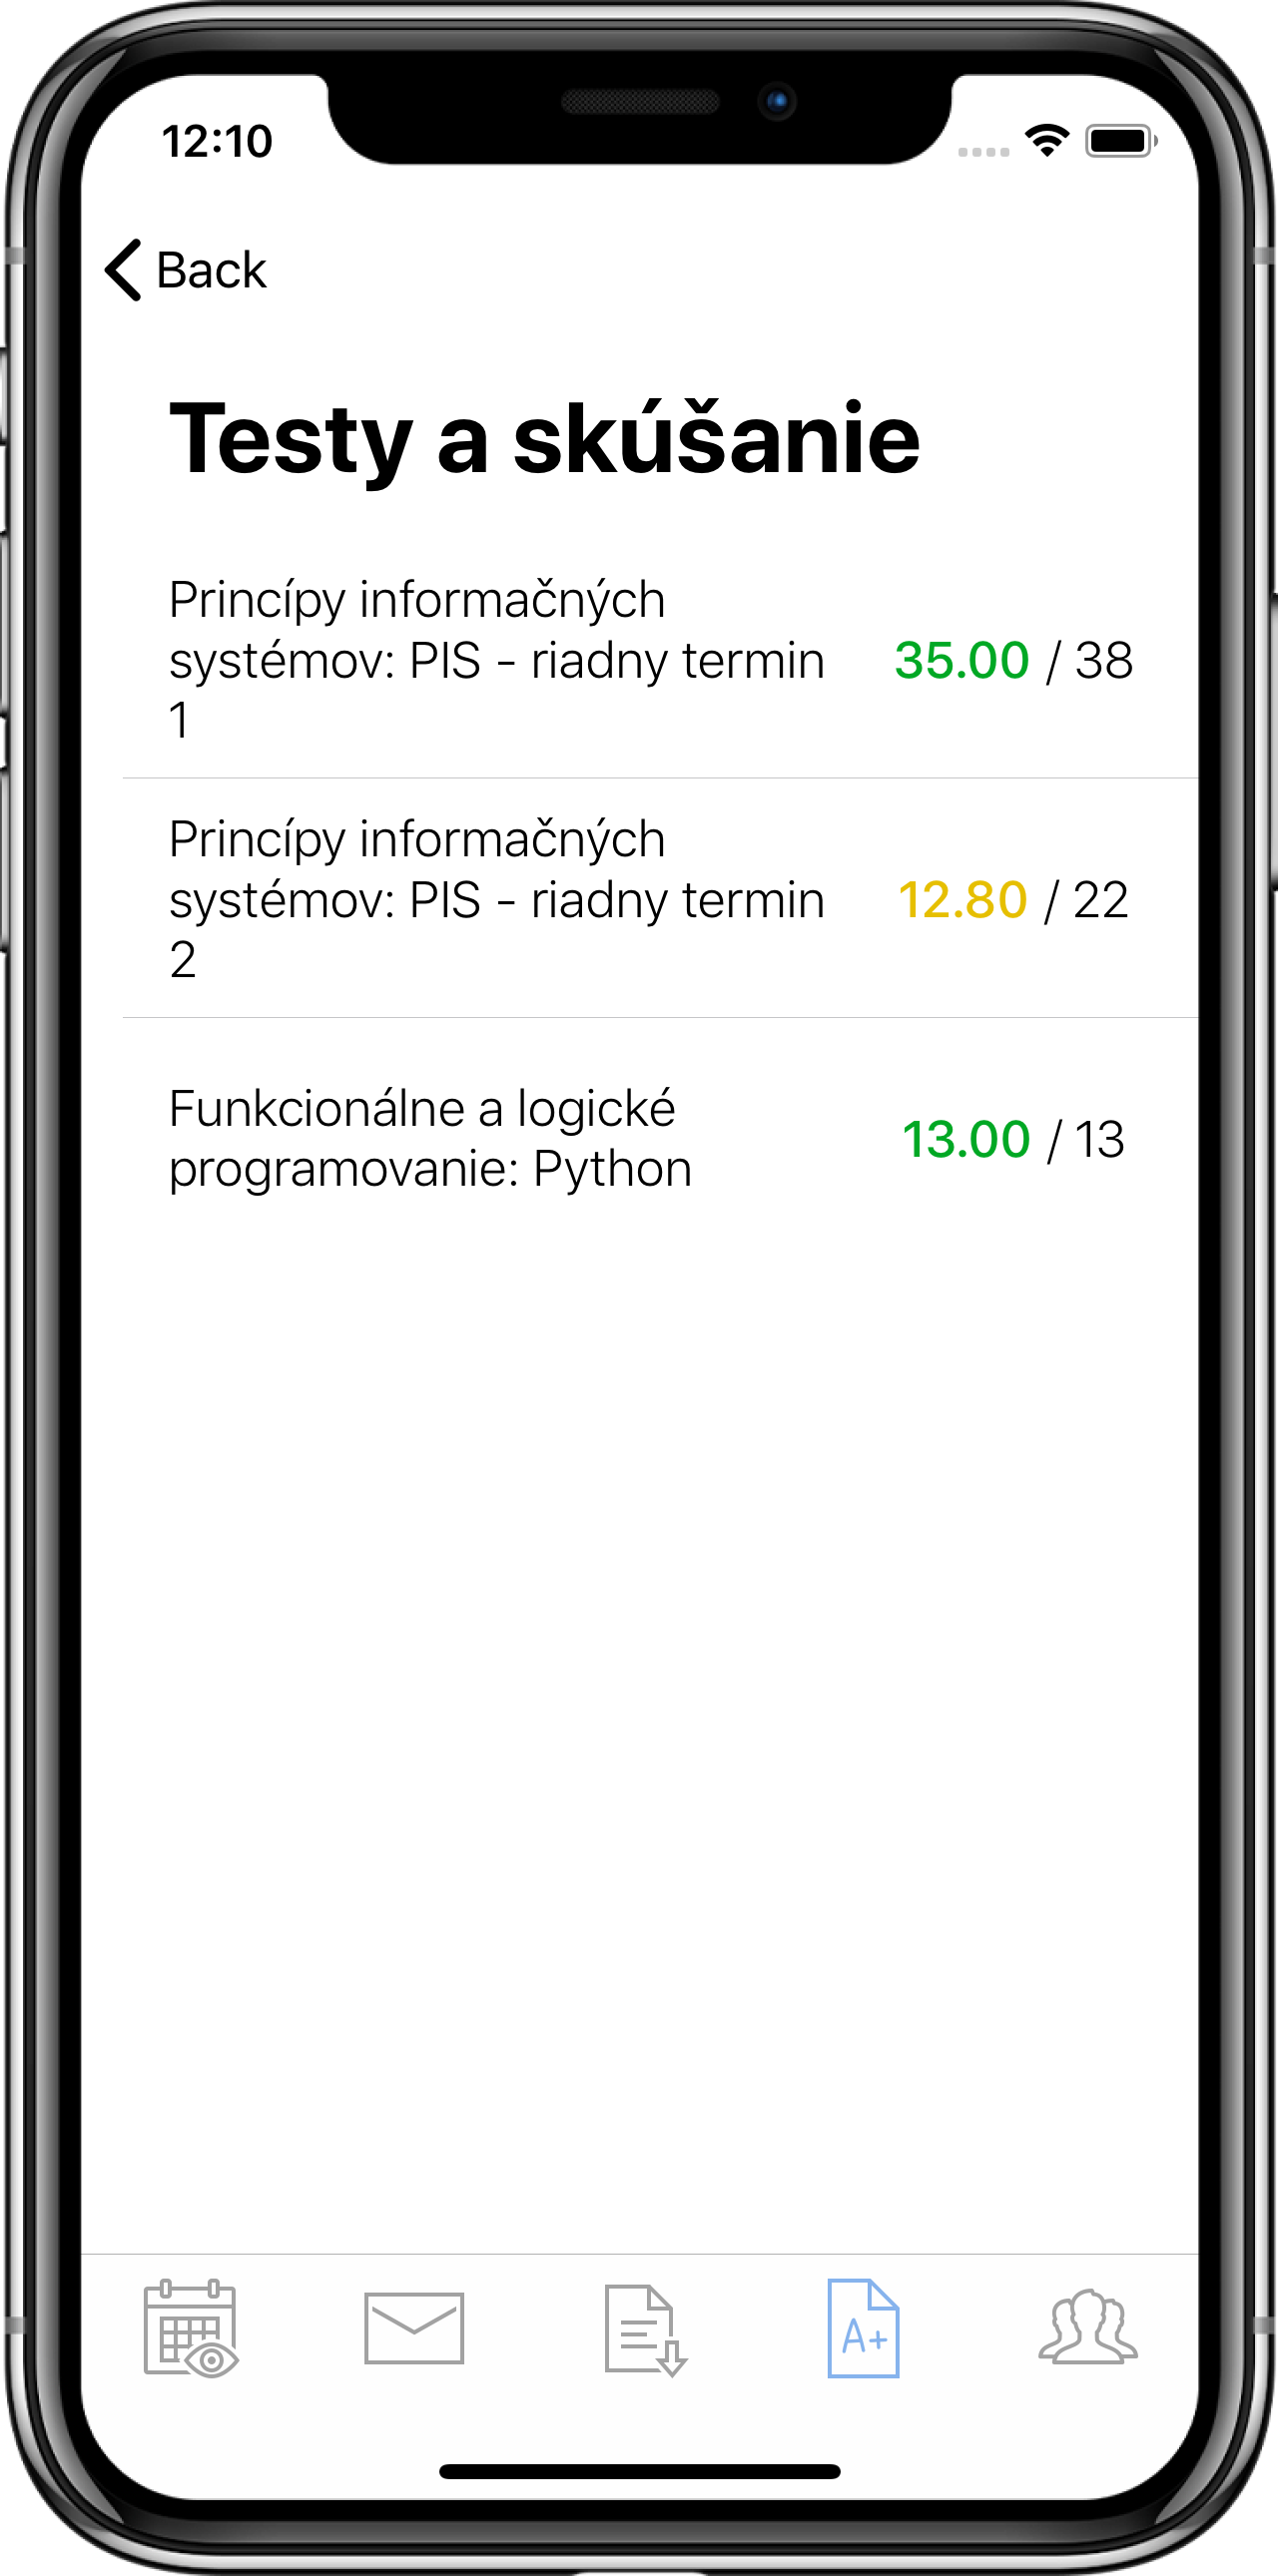 12:10
Back
Testy a skúšanie
Princípy informačných
systémov: PIS - riadny termin
1
35.00 / 38
Princípy informačných
systémov: PIS - riadny termin
2
12.80 / 22
Funkcionálne a logické
programovanie: Python
13.00 / 13
A+